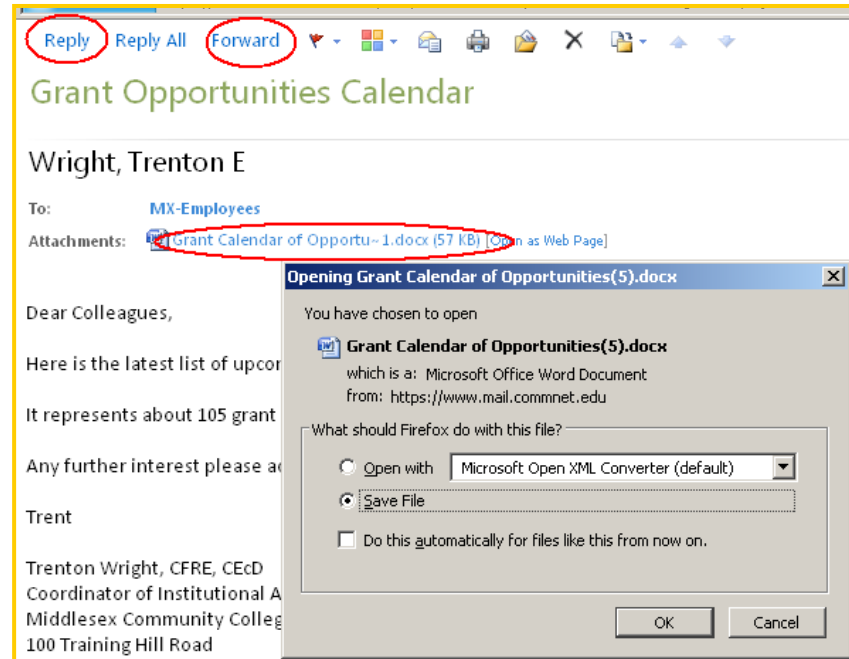 Reply Reply All Forward
Grant Opportunities Calendar
Wright, Trenton E
To: MX-Employees
Attachments: Grant Calendar of Opportu~1.docx (57 KB) [Open as Web Page]
Opening Grant Calendar of Opportunities(5).docx
Dear Colleagues,
You have chosen to open
Grant Calendar of Opportunities(5).docx
Here is the latest list of upcor
which is a: Microsoft Office Word Document
from: https://www.mail.commnet.edu
It represents about 105 grant
What should Firefox do with this file?
Any further interest please a
Open with Microsoft Open XML Converter (default)
Save File
Trent
Do this automatically for files like this from now on.
Trenton Wright, CFRE, CEcD
Coordinator of Institutional A
Middlesex Community Colleg
OK Cancel
100 Training Hill Road